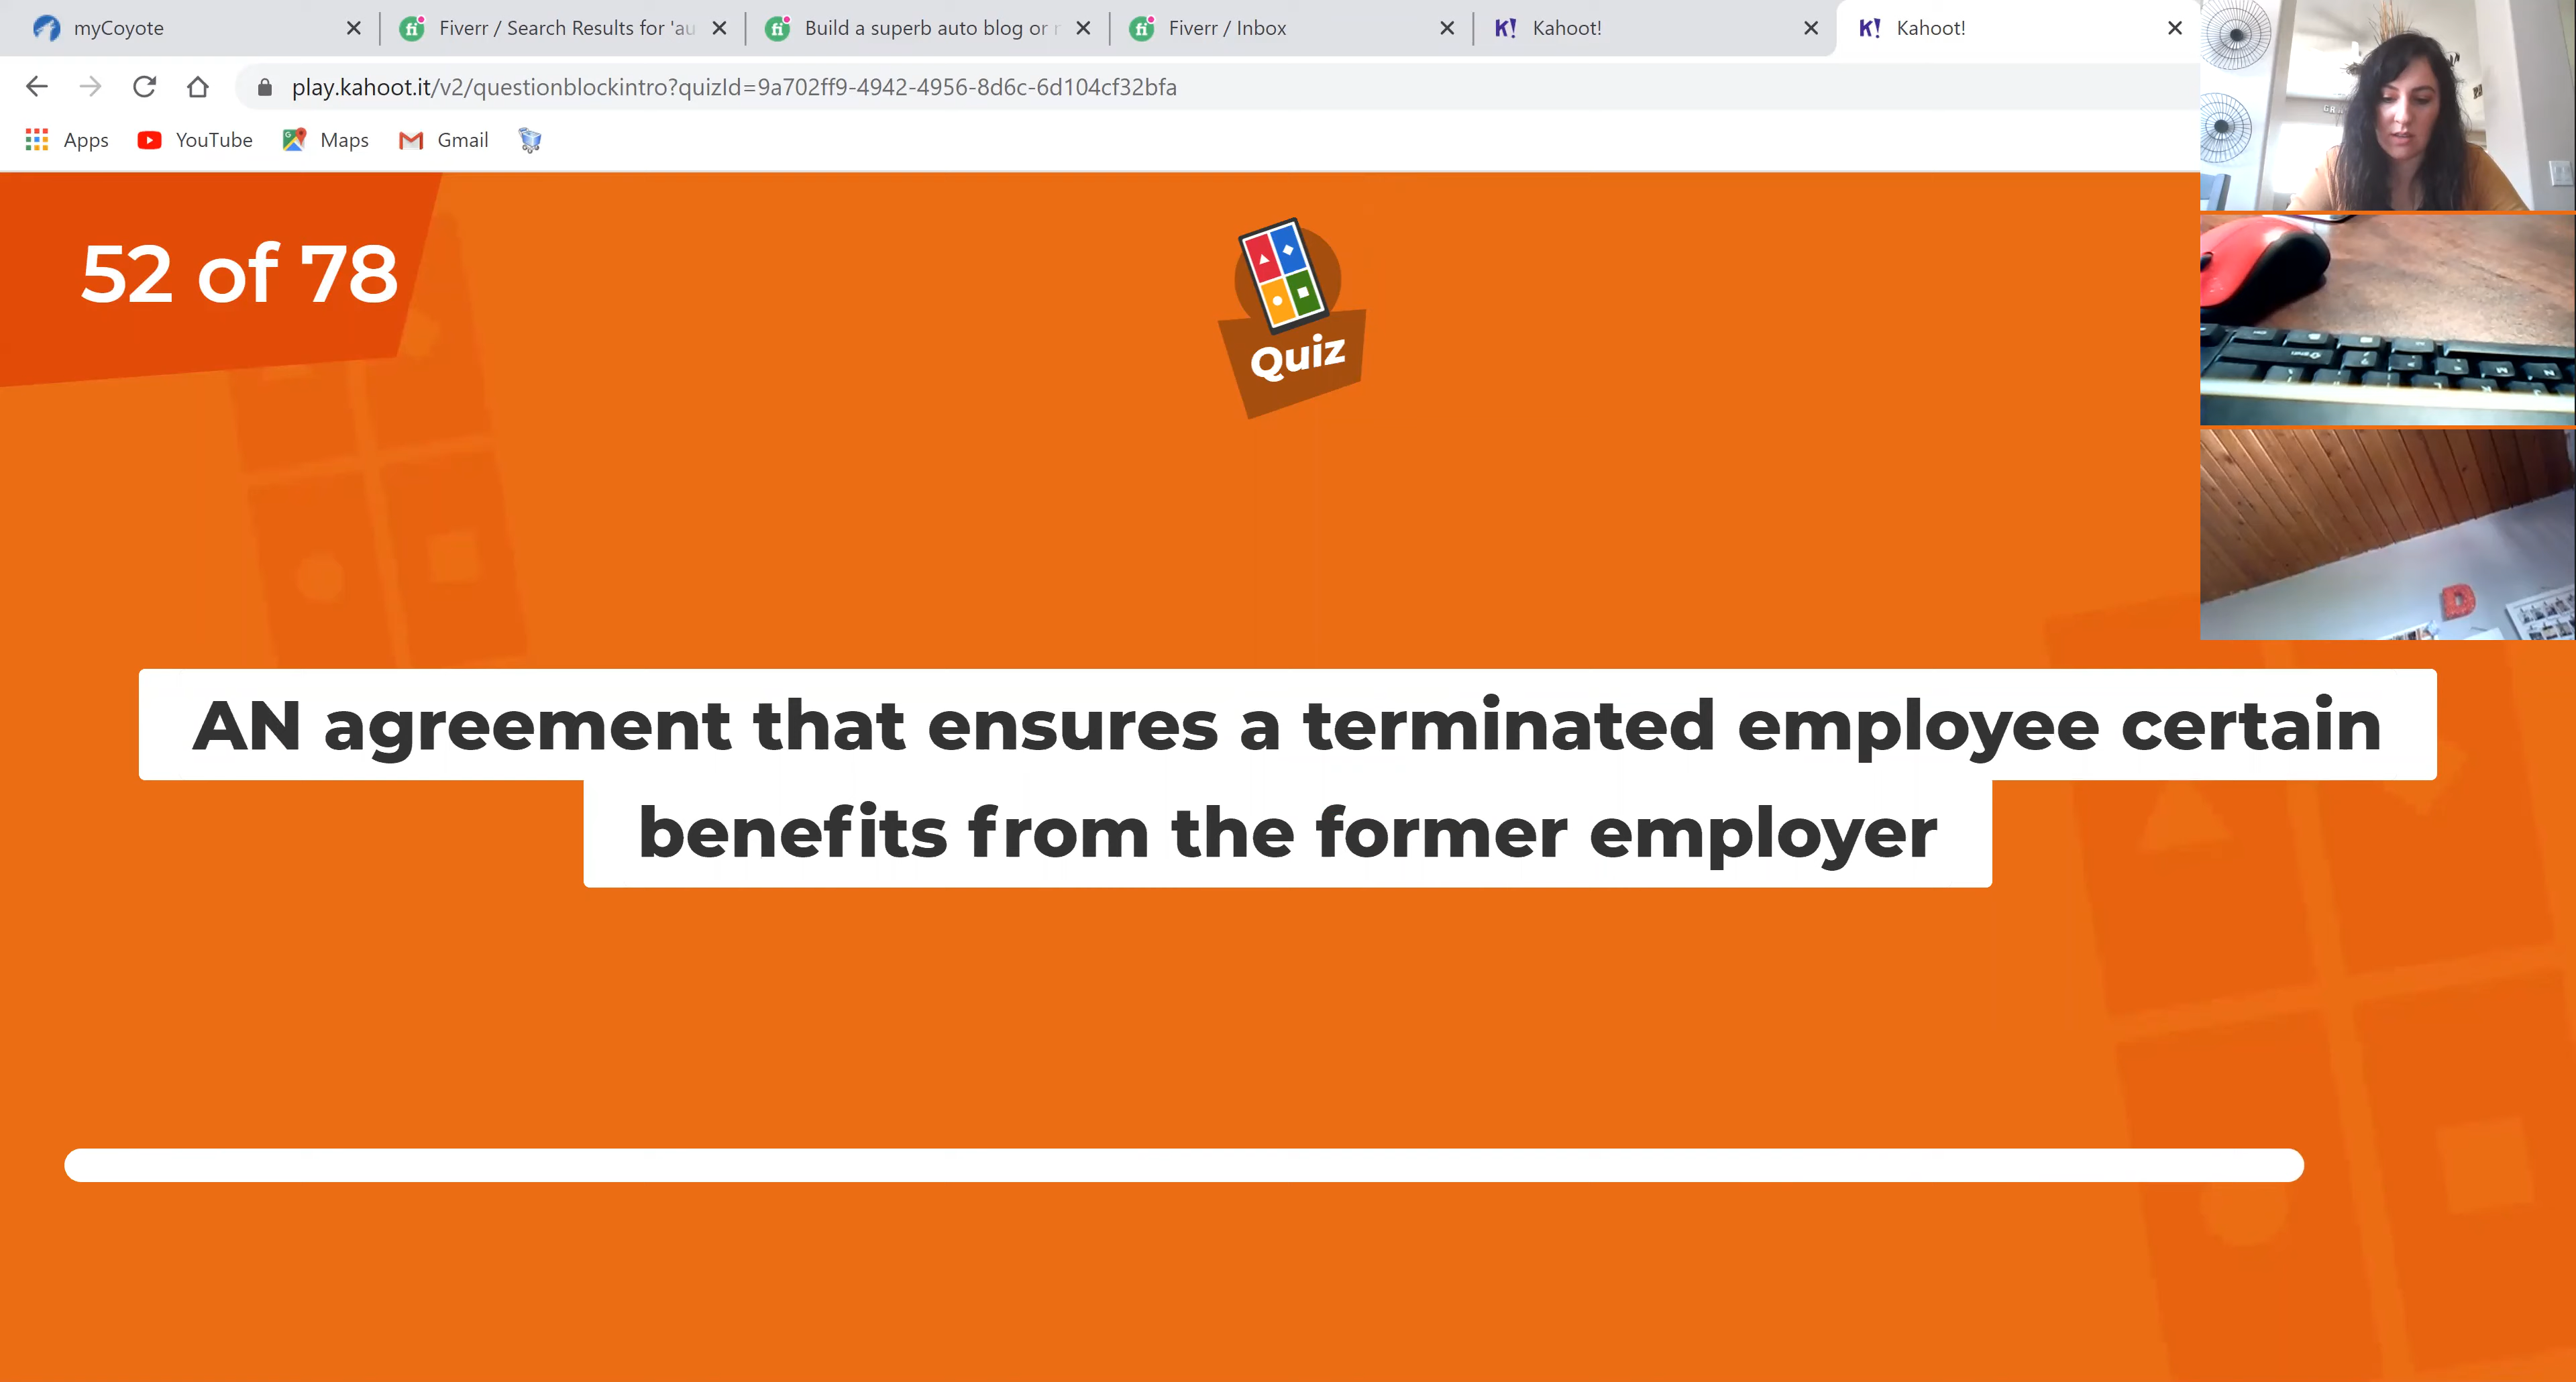 myCoyote
Fiverr / Search Results for 'au
Build a superb auto blog or
Fiverr / Inbox
Kahoot!
Kahoot!
play.kahoot.it/v2/questionblockintro?quizId=9a702ff9-4942-4956-8d6c-6d104cf32bfa
Apps
YouTube
Maps
Gmail
52 of 78
Quiz
AN agreement that ensures a terminated employee certain
benefits from the former employer
D